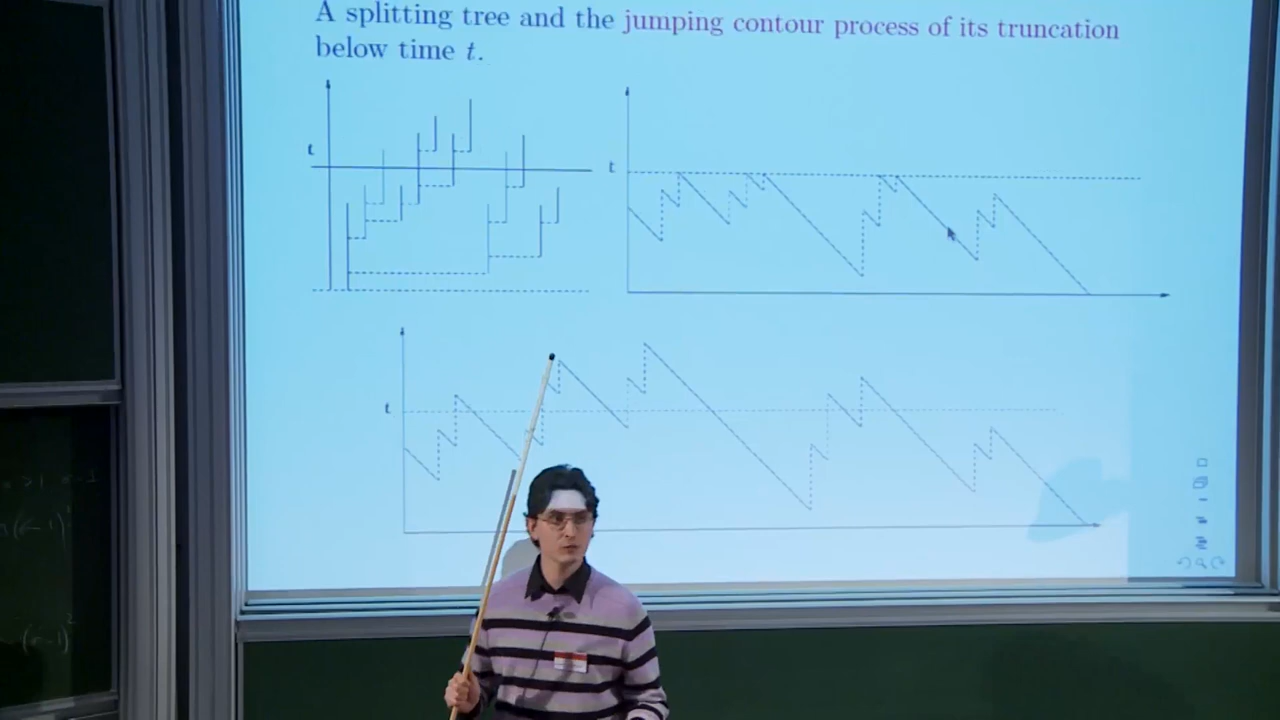 A splitting tree and the jumping contour process of its truncation
below time t.
t
t
t